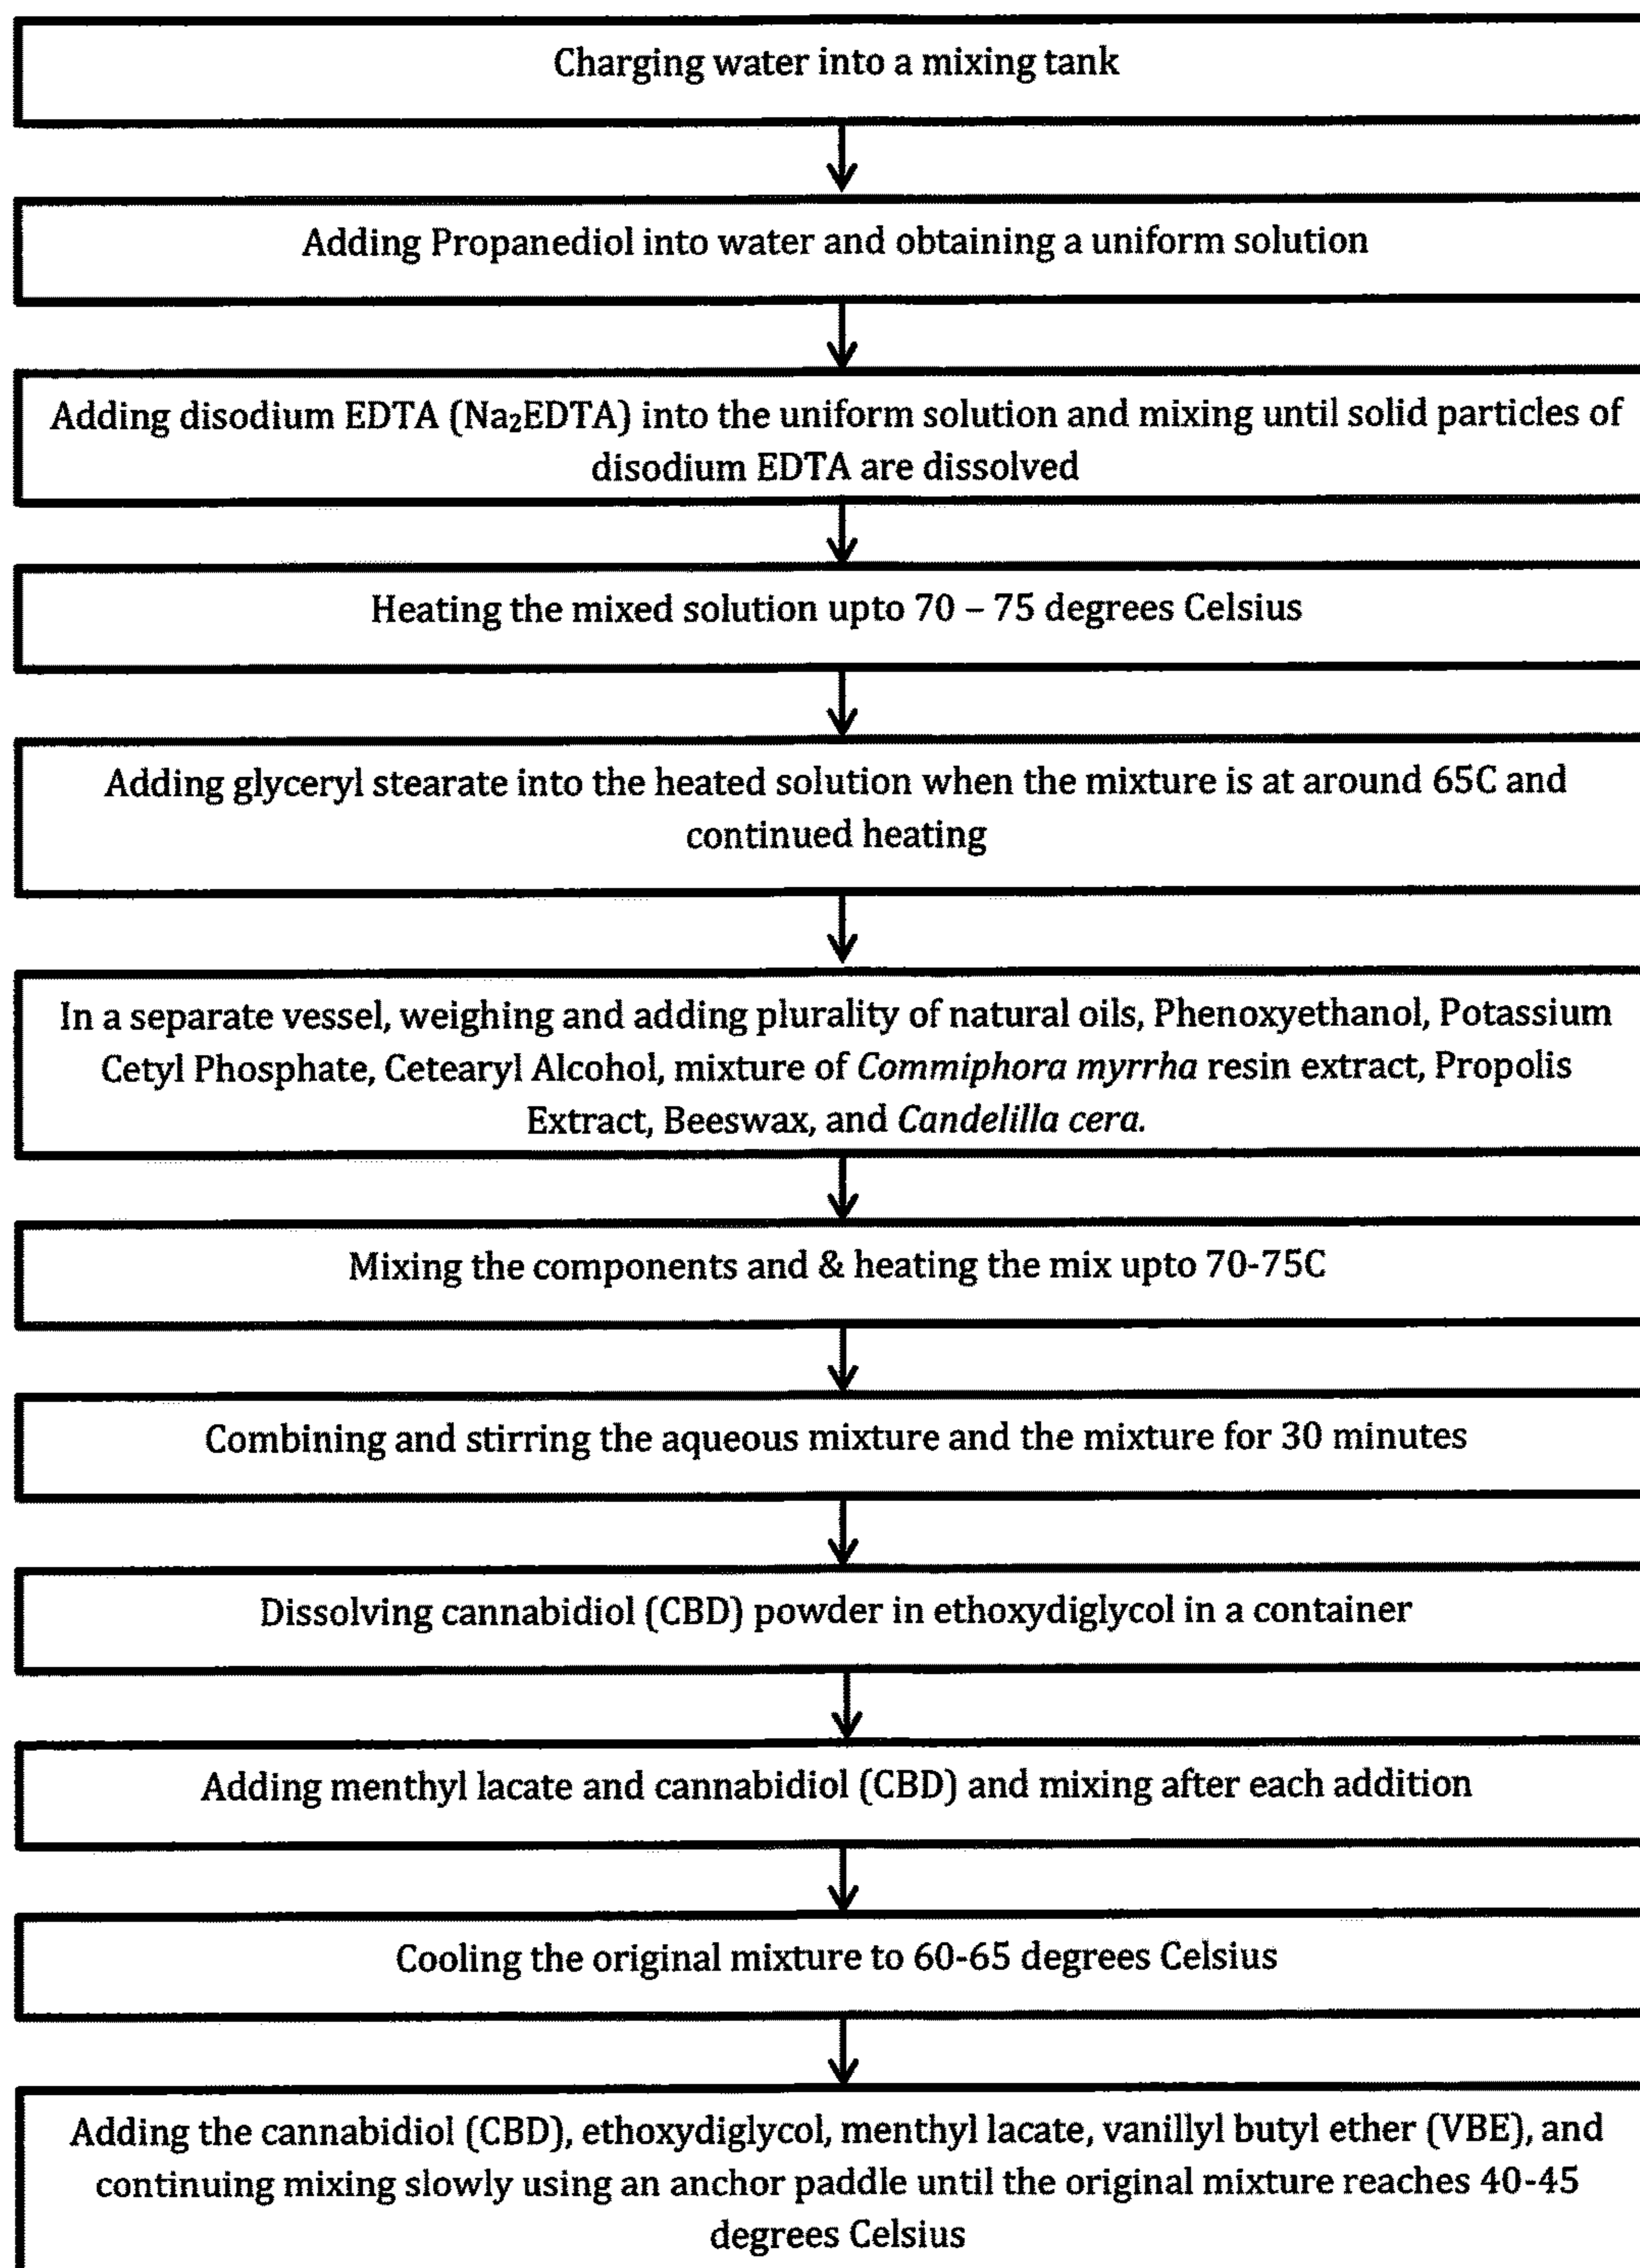 Charging water into a mixing tank
Adding Propanediol into water and obtaining a uniform solution
Adding disodium EDTA (Na₂EDTA) into the uniform solution and mixing until solid particles of
disodium EDTA are dissolved
Heating the mixed solution upto 70 – 75 degrees Celsius
Adding glyceryl stearate into the heated solution when the mixture is at around 65C and
continued heating
In a separate vessel, weighing and adding plurality of natural oils, Phenoxyethanol, Potassium
Cetyl Phosphate, Cetearyl Alcohol, mixture of Commiphora myrrha resin extract, Propolis
Extract, Beeswax, and Candelilla cera.
Mixing the components and & heating the mix upto 70-75C
Combining and stirring the aqueous mixture and the mixture for 30 minutes
Dissolving cannabidiol (CBD) powder in ethoxydiglycol in a container
Adding menthyl lacate and cannabidiol (CBD) and mixing after each addition
Cooling the original mixture to 60-65 degrees Celsius
Adding the cannabidiol (CBD), ethoxydiglycol, menthyl lacate, vanillyl butyl ether (VBE), and
continuing mixing slowly using an anchor paddle until the original mixture reaches 40-45
degrees Celsius